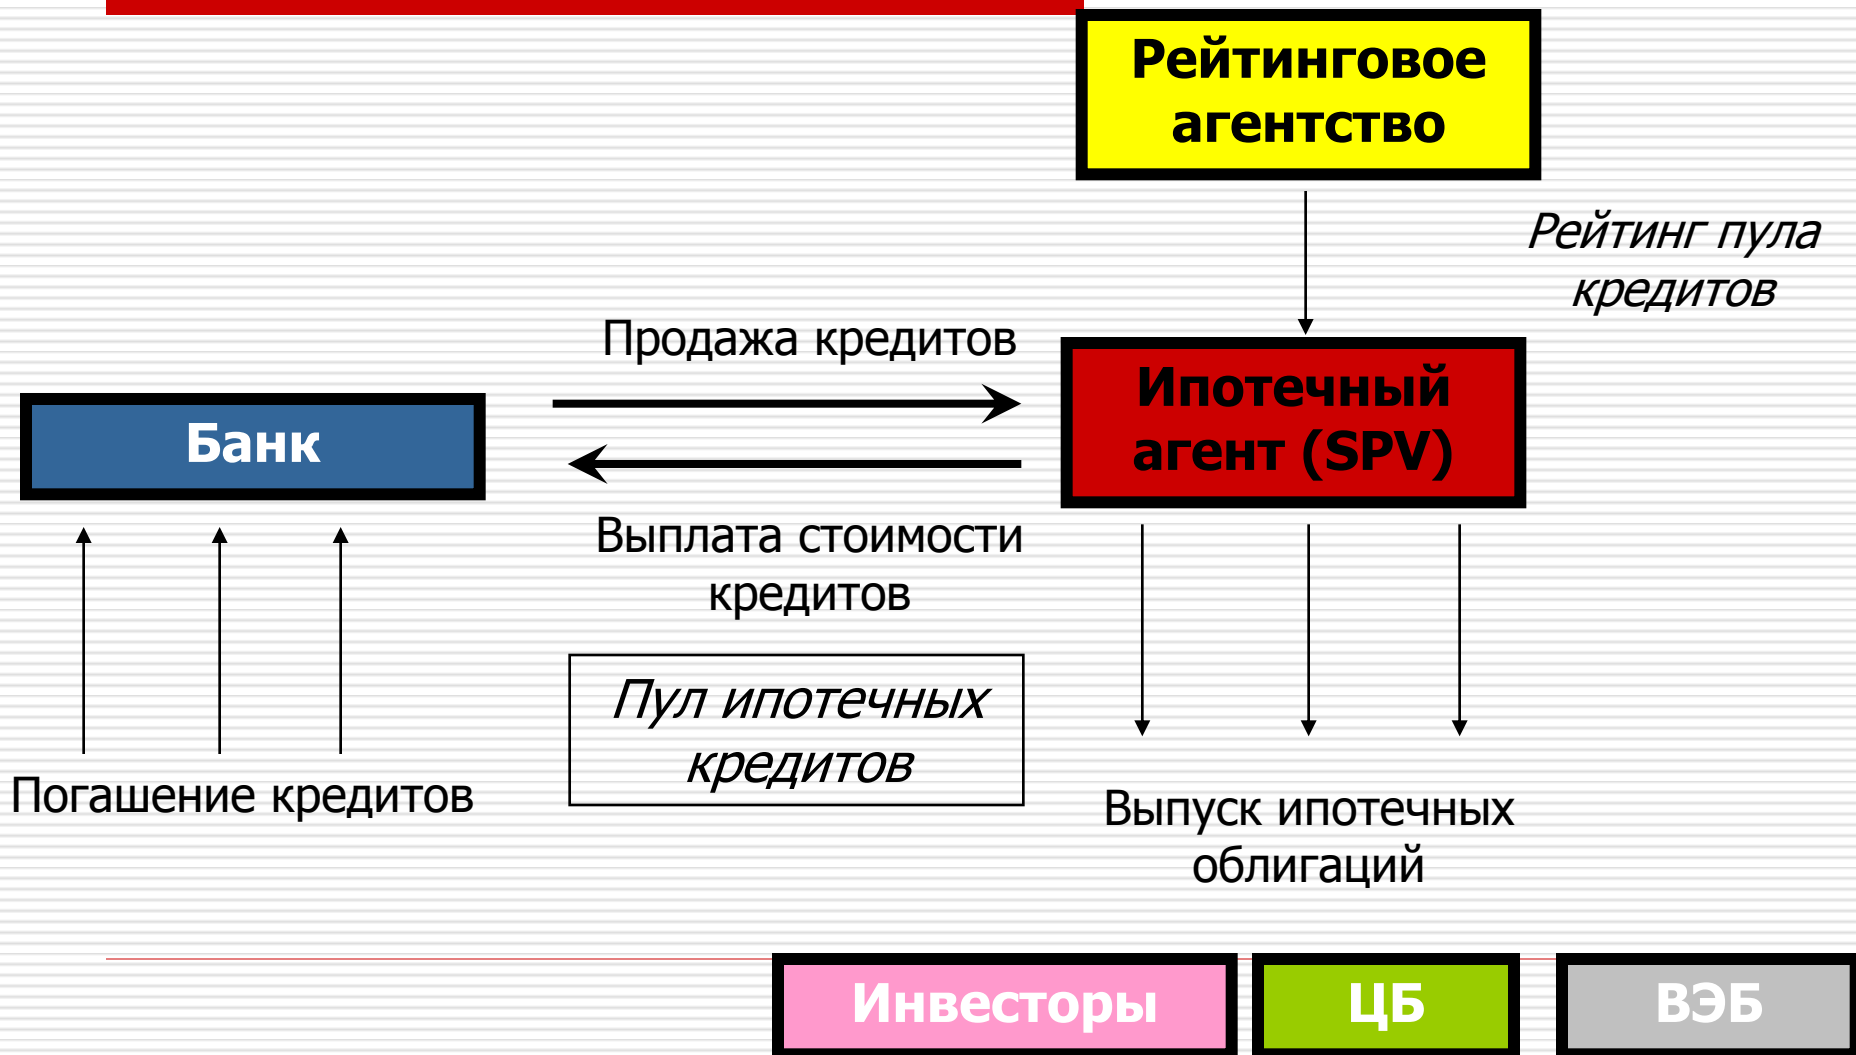 Рейтинговое
агентство
Рейтинг пула
кредитов
Продажа кредитов
Ипотечный
агент (SPV)
Банк
Выплата стоимости
кредитов
Пул ипотечных
кредитов
Погашение кредитов
Выпуск ипотечных
облигаций
Инвесторы
ЦБ
ВЭБ